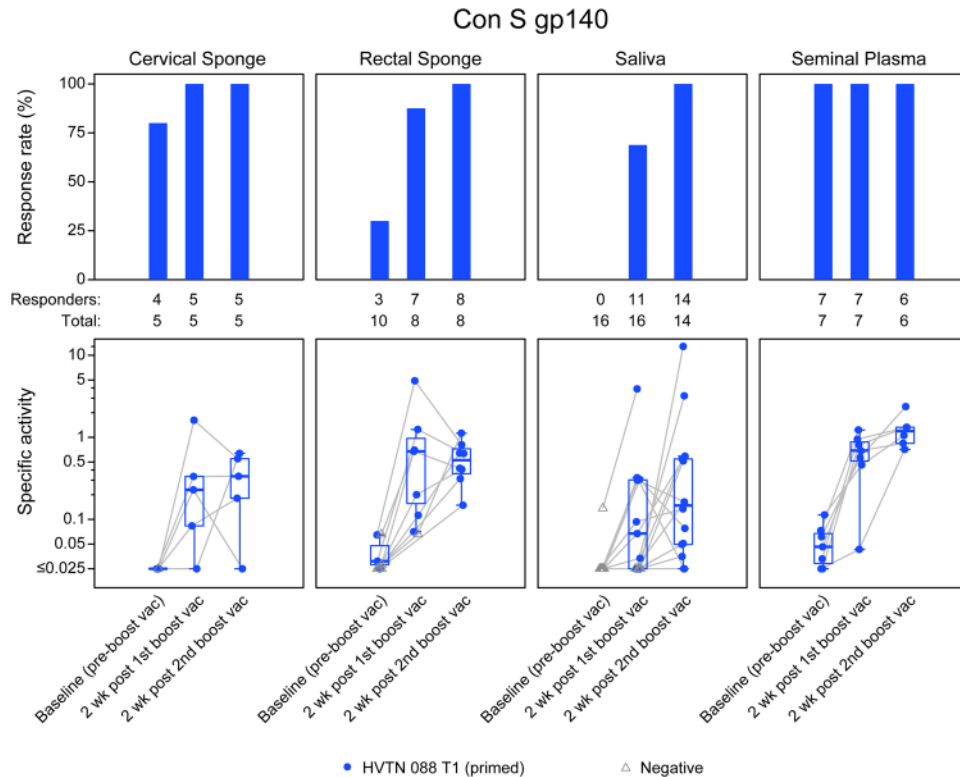 Con S gp140
Cervical Sponge Rectal Sponge Saliva Seminal Plasma
Response rate (%)
100
75
50
25
0
Responders: 4 5 5 3 7 8 0 11 14 7 7 6
Total: 5 5 5 10 8 8 16 16 14 7 7 6
Specific activity
10
5
1
0.5
0.1
0.05
≤0.025
Baseline (pre-boost vac) 2 wk post 1st boost vac 2 wk post 2nd boost vac Baseline (pre-boost vac) 2 wk post 1st boost vac 2 wk post 2nd boost vac Baseline (pre-boost vac) 2 wk post 1st boost vac 2 wk post 2nd boost vac Baseline (pre-boost vac) 2 wk post 1st boost vac 2 wk post 2nd boost vac
HVTN 088 T1 (primed) Negative